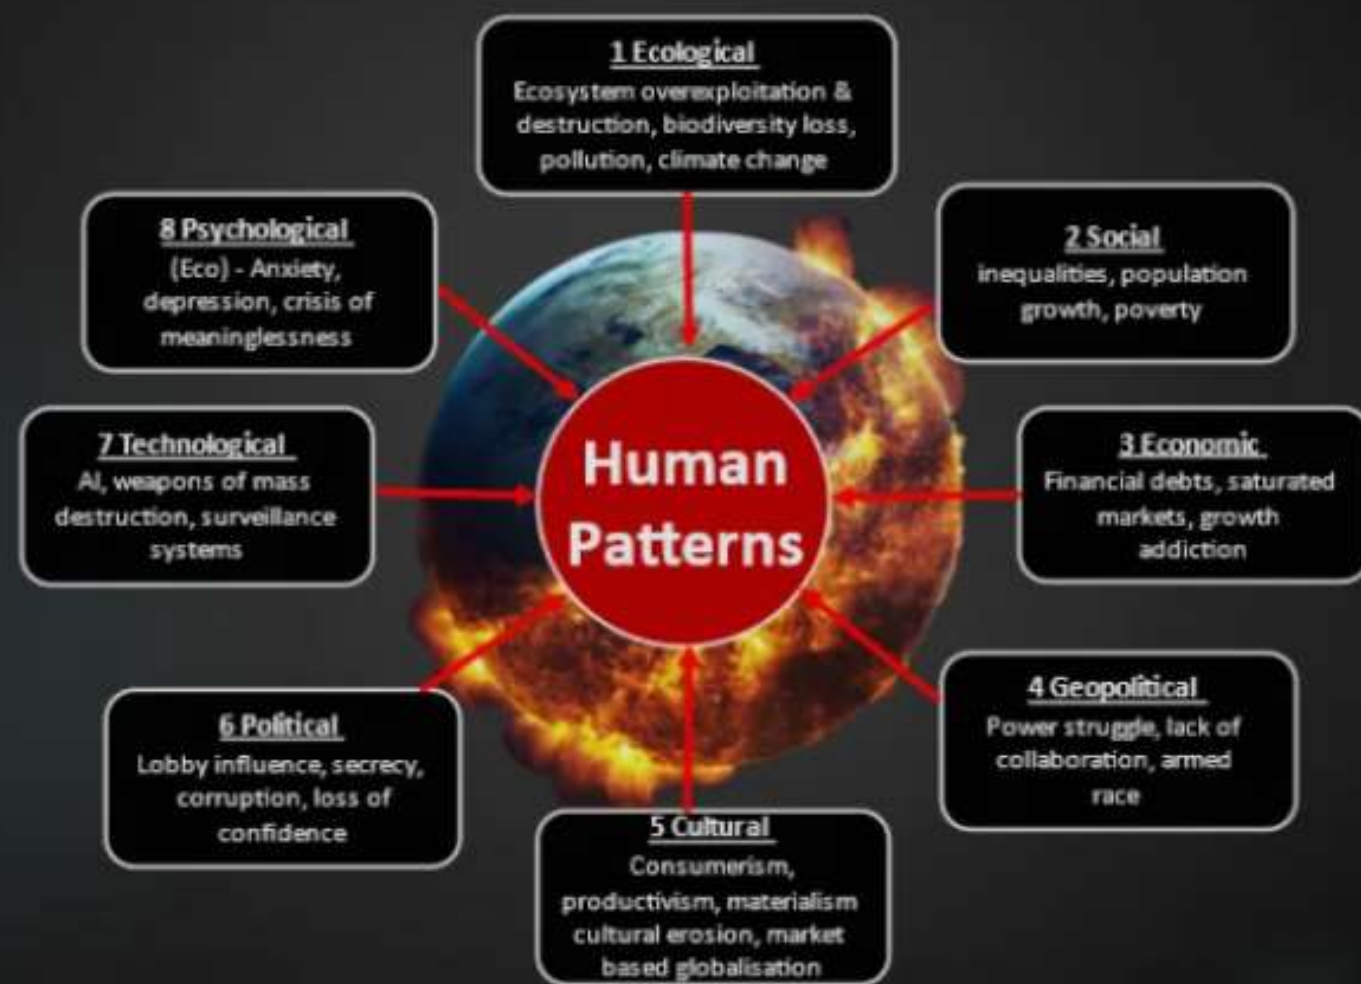 1 Ecological
Ecosystem overexploitation &
destruction, biodiversity loss,
pollution, climate change
2 Social
inequalities, population
growth, poverty
3 Economic
Financial debts, saturated
markets, growth
addiction
4 Geopolitical
Power struggle, lack of
collaboration, armed
race
5 Cultural
Consumerism,
productivism, materialism
cultural erosion, market
based globalisation
6 Political
Lobby influence, secrecy,
corruption, loss of
confidence
7 Technological
AI, weapons of mass
destruction, surveillance
systems
8 Psychological
(Eco) - Anxiety,
depression, crisis of
meaninglessness
Human
Patterns